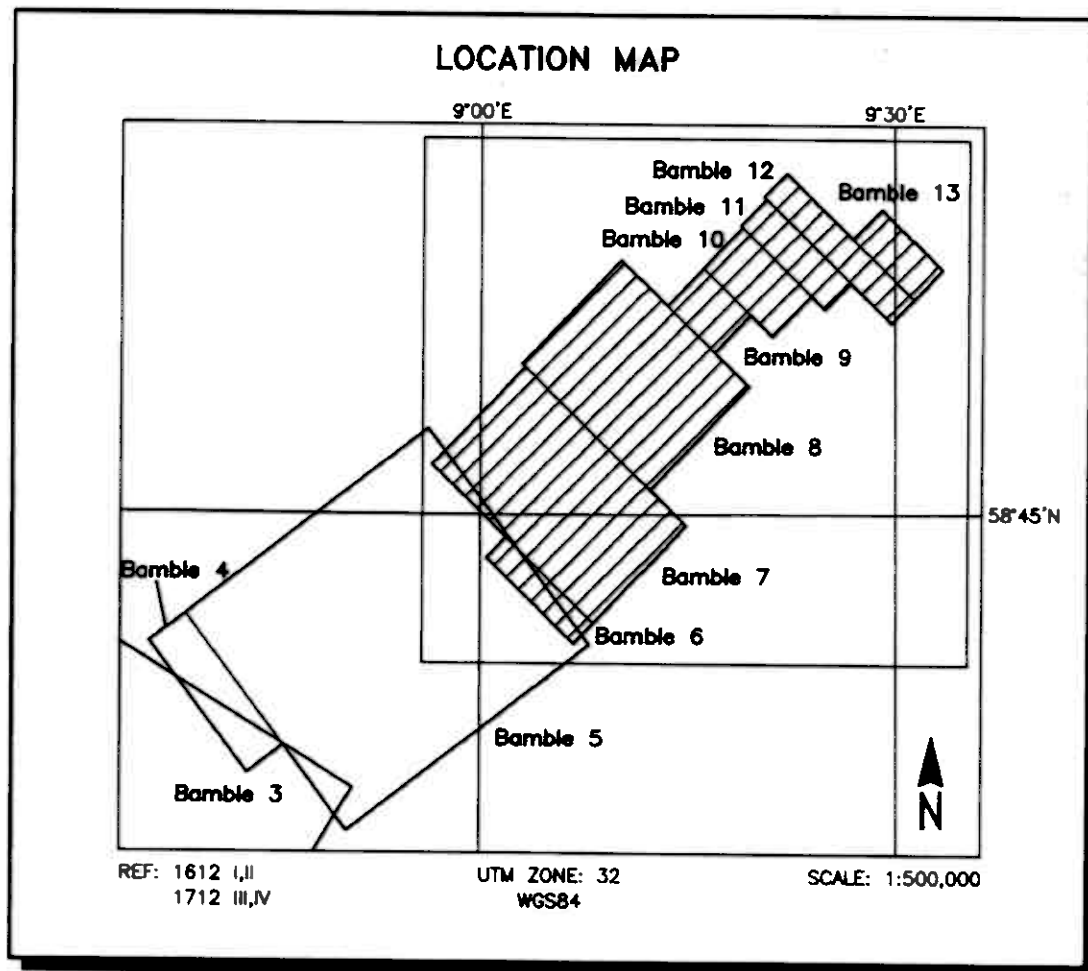 LOCATION MAP
9°00'E
9°30'E
Bamble 12
Bamble 13
Bamble 11
Bamble 10
Bamble 9
Bamble 8
58°45'N
Bamble 4
Bamble 7
Bamble 6
Bamble 5
Bamble 3
N
REF: 1612 I,II
1712 III,IV
UTM ZONE: 32
WGS84
SCALE: 1:500,000